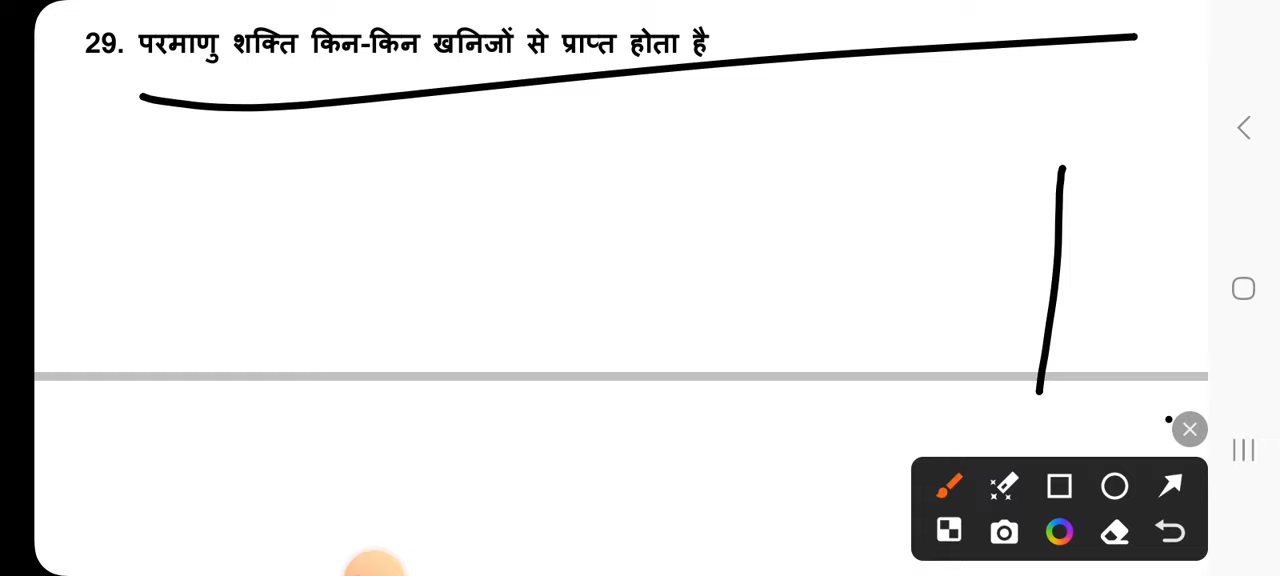 29. परमाणु शक्ति किन-किन खनिजों से प्राप्त होता है